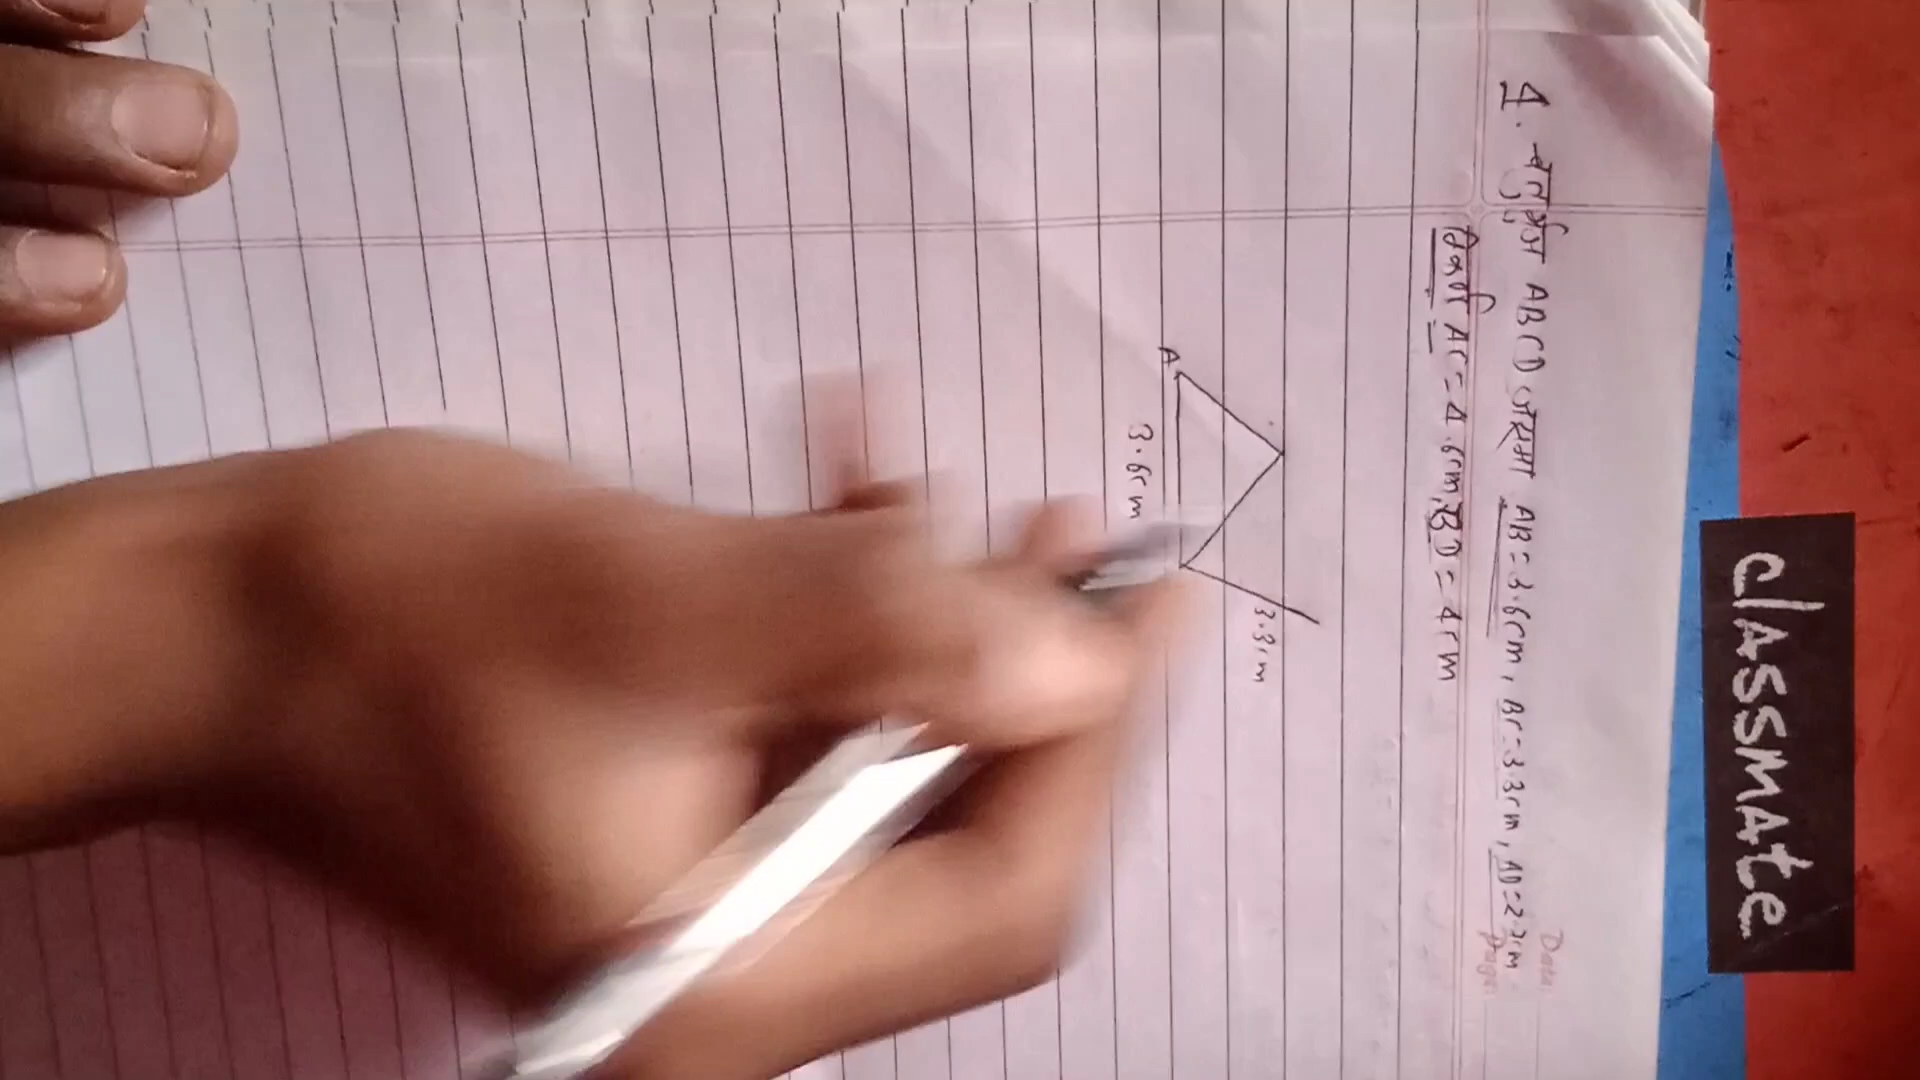 1. चतुर्भुज ABCD जसमा AB = 3.6cm, BC = 3.3cm, AD = 2.7cm
विकर्ण AC = 4.6cm, BD = 4cm
A
3.6cm
3.3cm
classmate
Date
Page